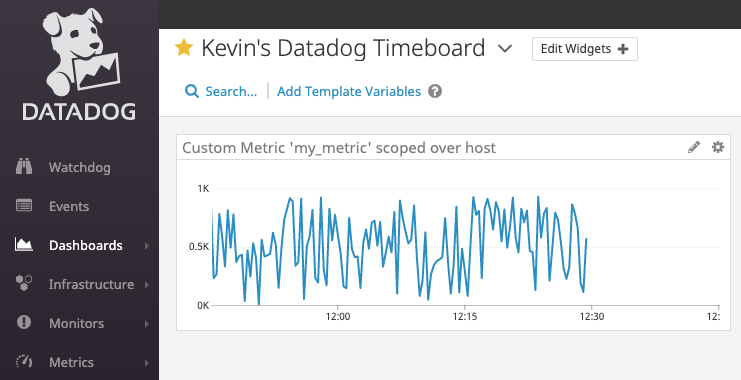 DATADOG
Watchdog
Events
Dashboards
Infrastructure
Monitors
Metrics
Kevin's Datadog Timeboard
Edit Widgets +
Search...
Add Template Variables ?
Custom Metric 'my_metric' scoped over host
1K
0.5K
0K
12:00 12:15 12:30 12: